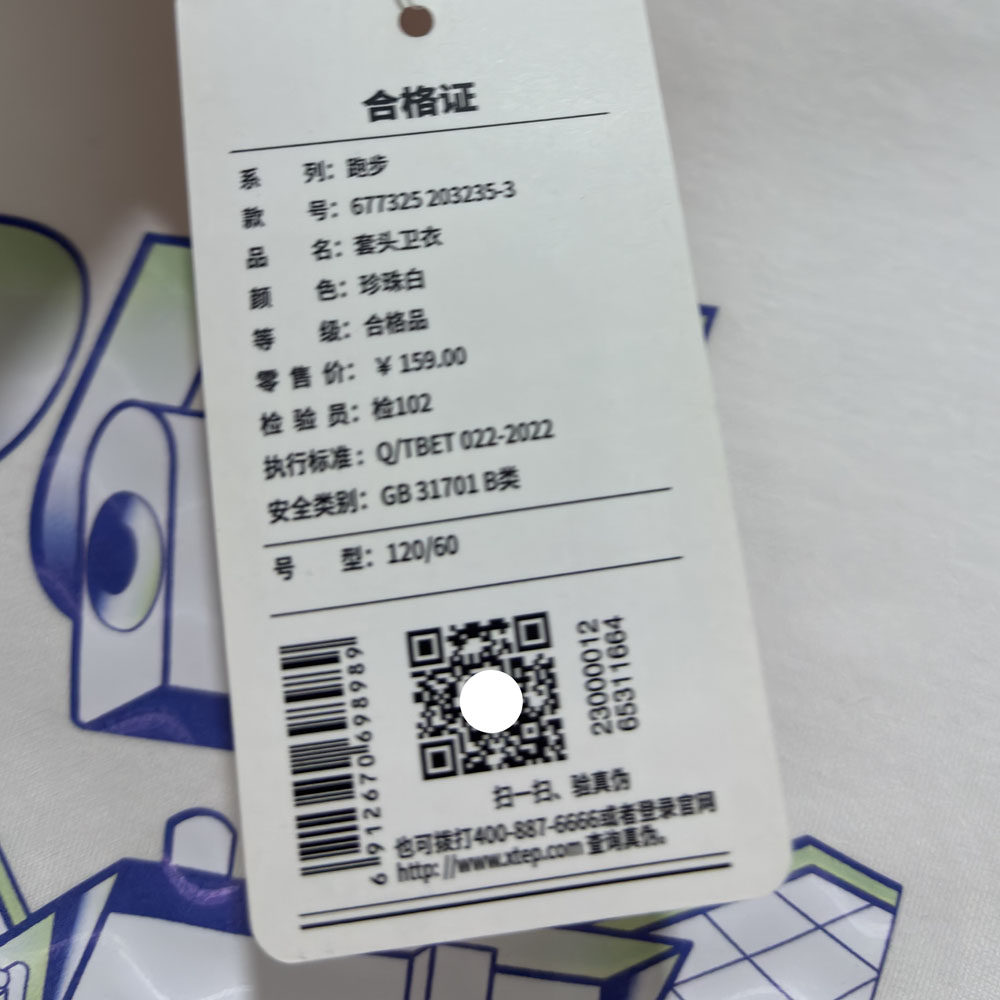 合格证
系 列：跑步
款 号：677325 203235-3
品 名：套头卫衣
颜 色：珍珠白
等 级：合格品
零 售 价：￥159.00
检 验 员：检102
执行标准：Q/TBET 022-2022
安全类别：GB 31701 B类
号 型：120/60
6 912670 698989
23000012
65311664
扫一扫、验真伪
也可拨打400-887-6666或者登录官网
http://www.xtep.com 查询真伪。